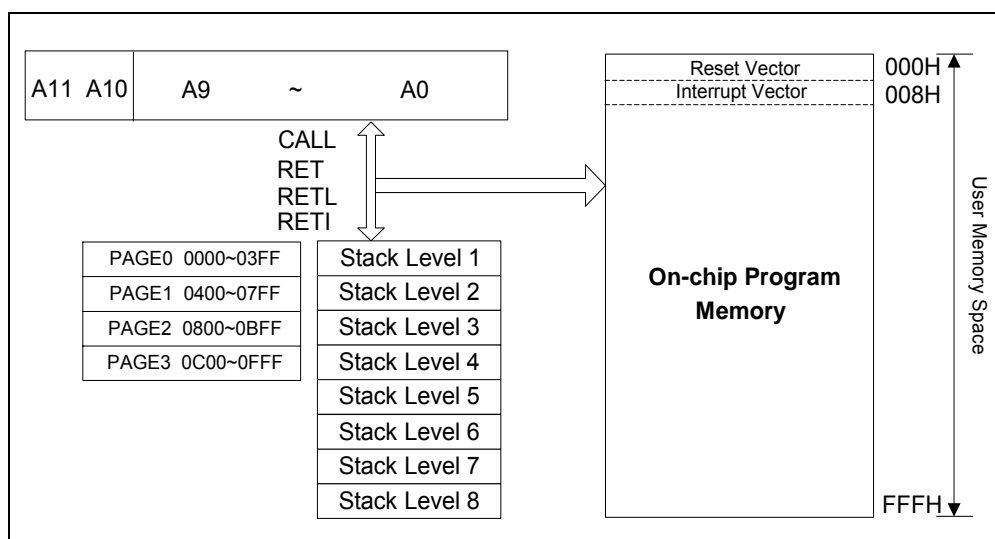 A11 A10 A9 ~ A0
CALL
RET
RETL
RETI
PAGE0 0000~03FF
PAGE1 0400~07FF
PAGE2 0800~0BFF
PAGE3 0C00~0FFF
Stack Level 1
Stack Level 2
Stack Level 3
Stack Level 4
Stack Level 5
Stack Level 6
Stack Level 7
Stack Level 8
Reset Vector
000H
Interrupt Vector
008H
On-chip Program
Memory
FFFH
User Memory Space